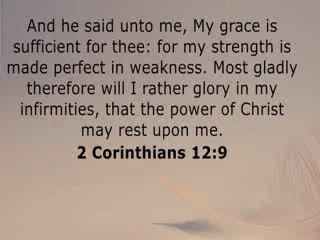 And he said unto me, My grace is
sufficient for thee: for my strength is
made perfect in weakness. Most gladly
therefore will I rather glory in my
infirmities, that the power of Christ
may rest upon me.
2 Corinthians 12:9